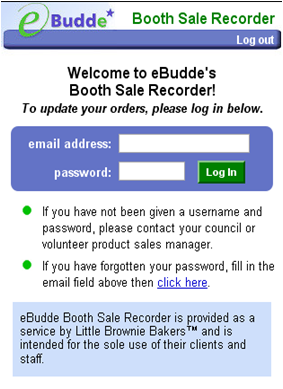 eBudde Booth Sale Recorder
Log out
Welcome to eBudde's
Booth Sale Recorder!
To update your orders, please log in below.
email address:
password: Log In
If you have not been given a username and
password, please contact your council or
volunteer product sales manager.
If you have forgotten your password, fill in the
email field above then click here.
eBudde Booth Sale Recorder is provided as a
service by Little Brownie Bakers™ and is
intended for the sole use of their clients and
staff.